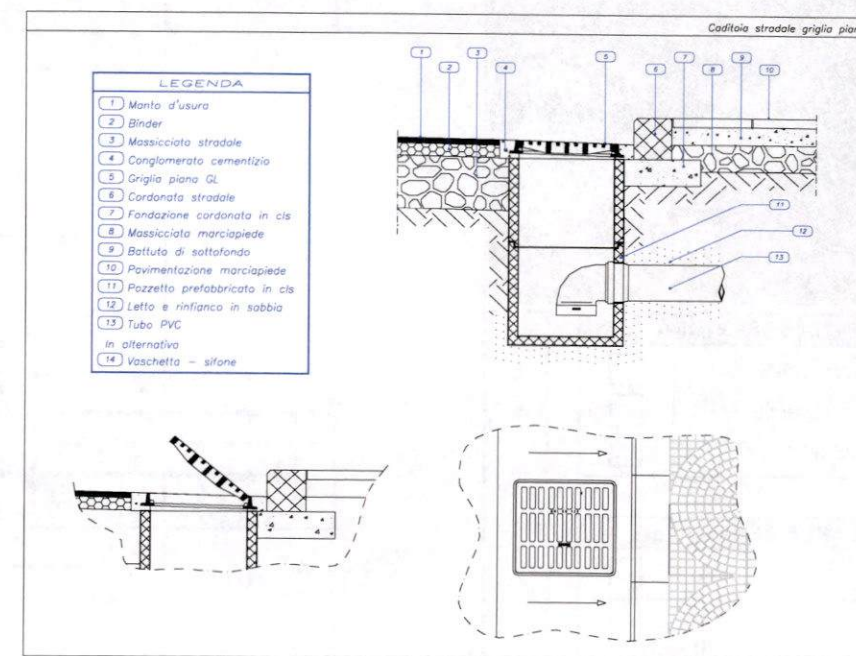 Caditoia stradale griglia pian
1 2 3 4 5 6 7 8 9 10
LEGENDA
1 Manto d'usura
2 Binder
3 Massicciata stradale
4 Conglomerato cementizio
5 Griglia piana GL
6 Cordonata stradale
7 Fondazione cordonata in cls
8 Massicciata marciapiede
9 Battuto di sottofondo
10 Pavimentazione marciapiede
11 Pozzetto prefabbricato in cls
12 Letto e rinfianco in sabbia
13 Tubo PVC
In alternativa
14 Vaschetta - sifone
11
12
13